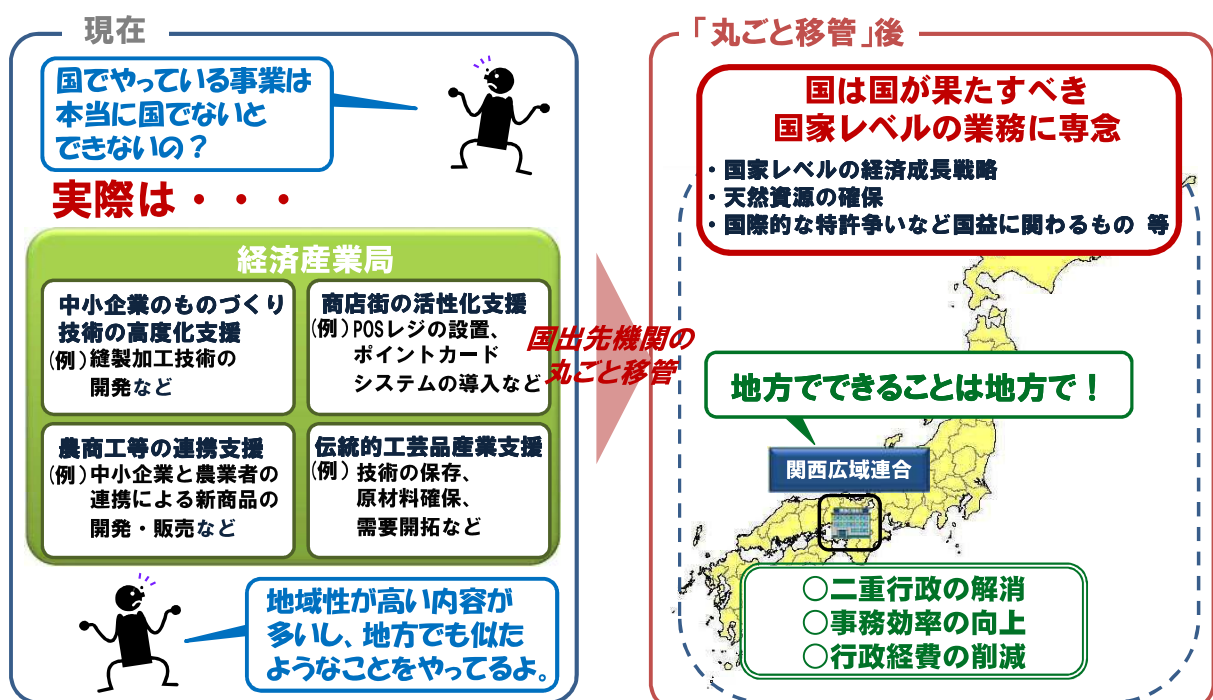 現在
国でやっている事業は
本当に国でないと
できないの？
実際は・・・
経済産業局
中小企業のものづくり
技術の高度化支援
(例)縫製加工技術の
開発など
商店街の活性化支援
(例)POSレジの設置、
ポイントカード
システムの導入など
農商工等の連携支援
(例)中小企業と農業者の
連携による新商品の
開発・販売など
伝統的工芸品産業支援
(例)技術の保存、
原材料確保、
需要開拓など
地域性が高い内容が
多いし、地方でも似た
ようなことをやってるよ。
国出先機関の
丸ごと移管
「丸ごと移管」後
国は国が果たすべき
国家レベルの業務に専念
・国家レベルの経済成長戦略
・天然資源の確保
・国際的な特許争いなど国益に関わるもの 等
地方でできることは地方で！
関西広域連合
○二重行政の解消
○事務効率の向上
○行政経費の削減